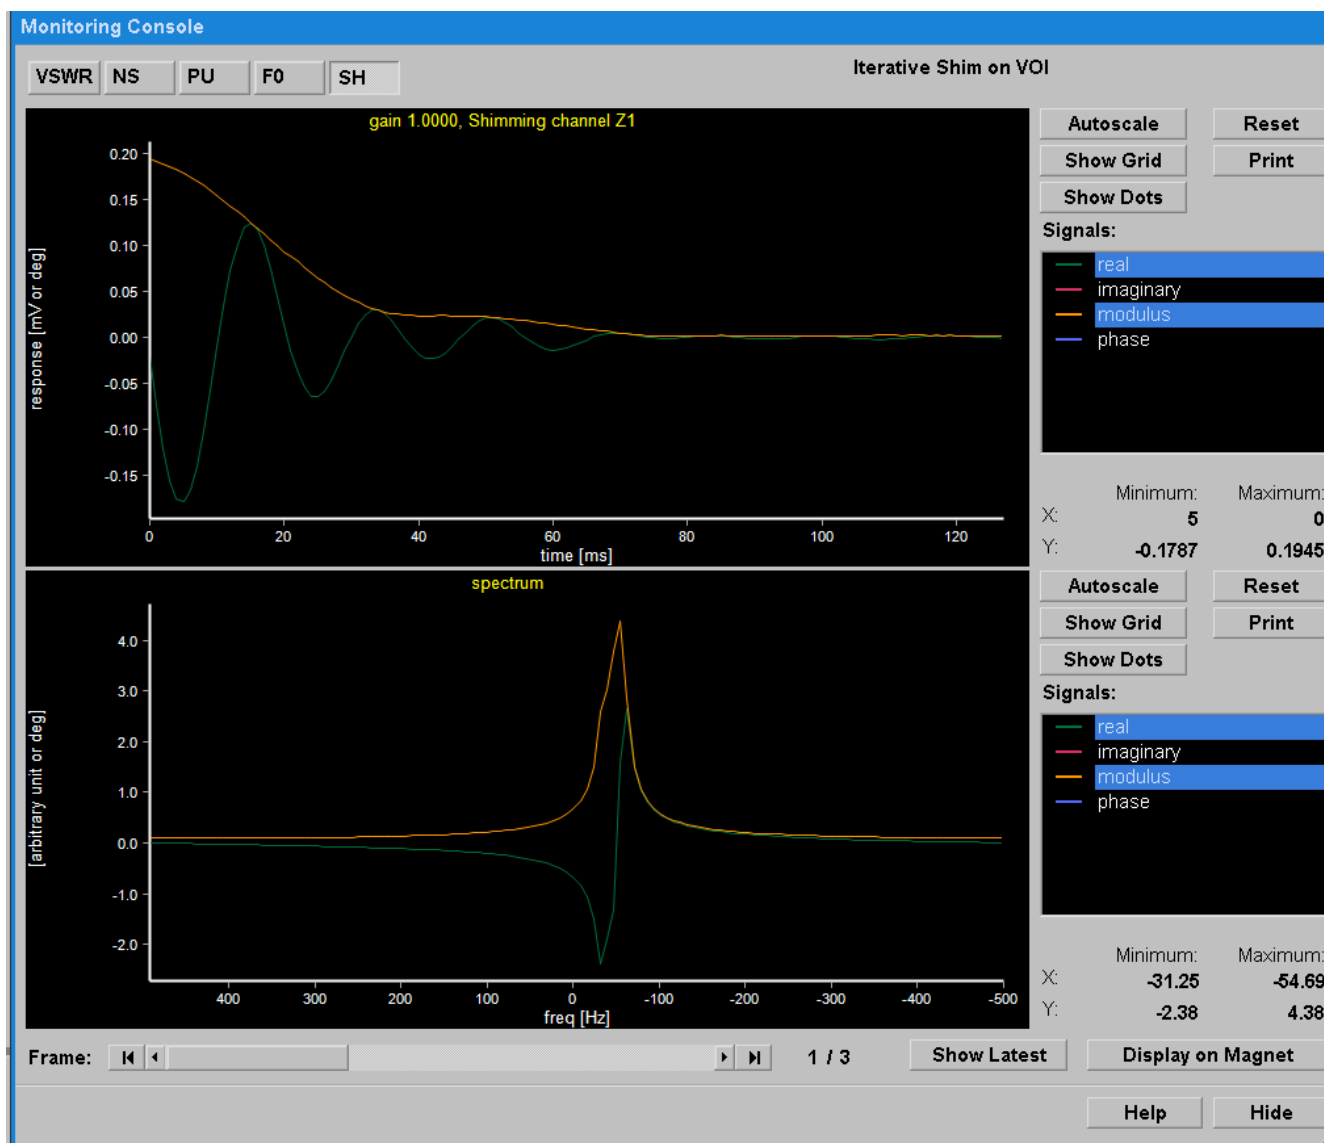 Monitoring Console
VSWR NS PU F0 SH
Iterative Shim on VOI
gain 1.0000, Shimming channel Z1
response [mV or deg]
0.20
0.15
0.10
0.05
0.00
-0.05
-0.10
-0.15
0 20 40 60 80 100 120
time [ms]
Autoscale Reset
Show Grid Print
Show Dots
Signals:
real
imaginary
modulus
phase
Minimum: Maximum:
X: 5 0
Y: -0.1787 0.1945
spectrum
[arbitrary unit or deg]
4.0
3.0
2.0
1.0
0.0
-1.0
-2.0
400 300 200 100 0 -100 -200 -300 -400 -500
freq [Hz]
Autoscale Reset
Show Grid Print
Show Dots
Signals:
real
imaginary
modulus
phase
Minimum: Maximum:
X: -31.25 -54.69
Y: -2.38 4.38
Frame: 1 / 3 Show Latest Display on Magnet
Help Hide